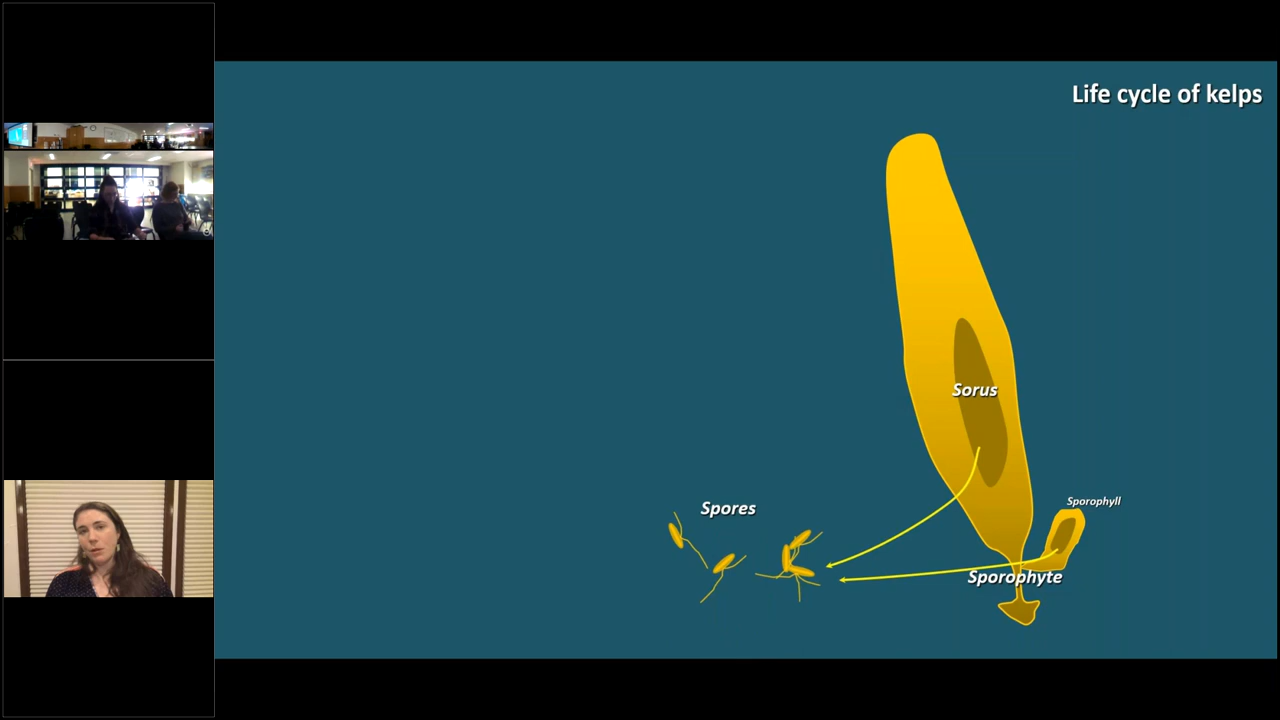 Life cycle of kelps
Sorus
Sporophyll
Spores
Sporophyte